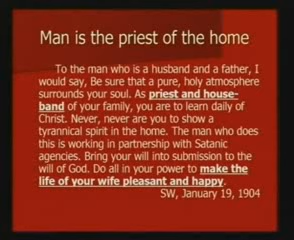 Man is the priest of the home
To the man who is a husband and a father, I
would say, Be sure that a pure, holy atmosphere
surrounds your soul. As priest and house-
band of your family, you are to learn daily of
Christ. Never, never are you to show a
tyrannical spirit in the home. The man who does
this is working in partnership with Satanic
agencies. Bring your will into submission to the
will of God. Do all in your power to make the
life of your wife pleasant and happy.
SW, January 19, 1904